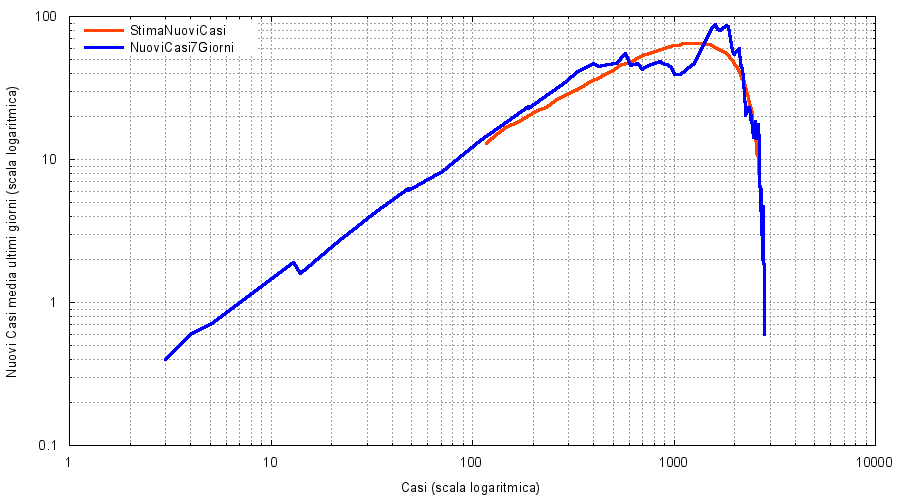 100
10
1
0.1
1
10
100
1000
10000
StimaNuoviCasi
NuoviCasi7Giorni
Nuovi Casi media ultimi giorni (scala logaritmica)
Casi (scala logaritmica)